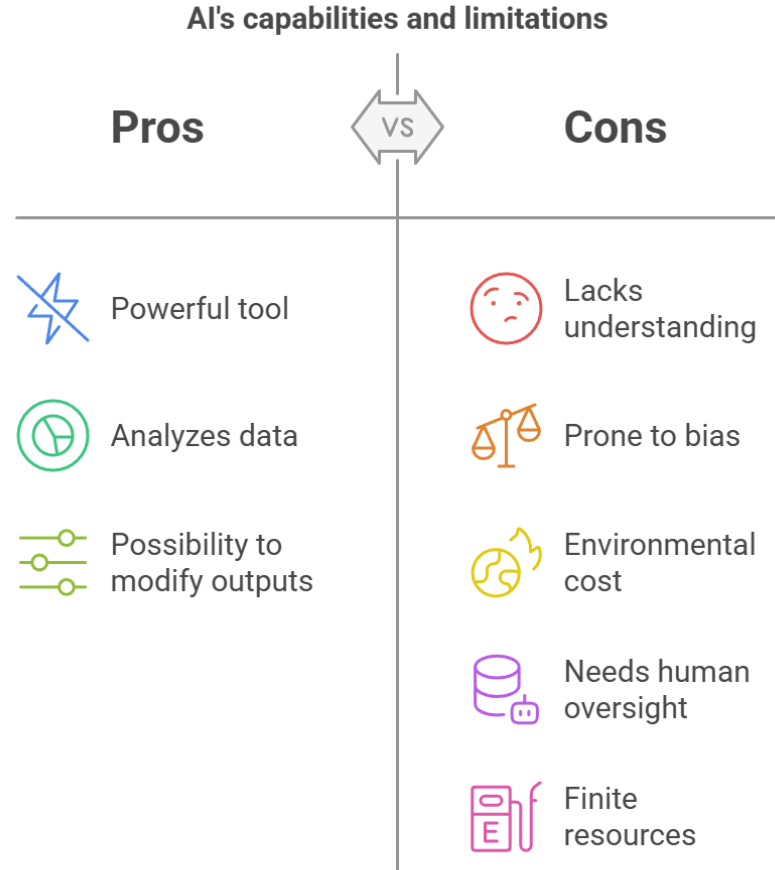 AI's capabilities and limitations
Pros
VS
Cons
Powerful tool
Analyzes data
Possibility to
modify outputs
Lacks
understanding
Prone to bias
Environmental
cost
Needs human
oversight
E
Finite
resources